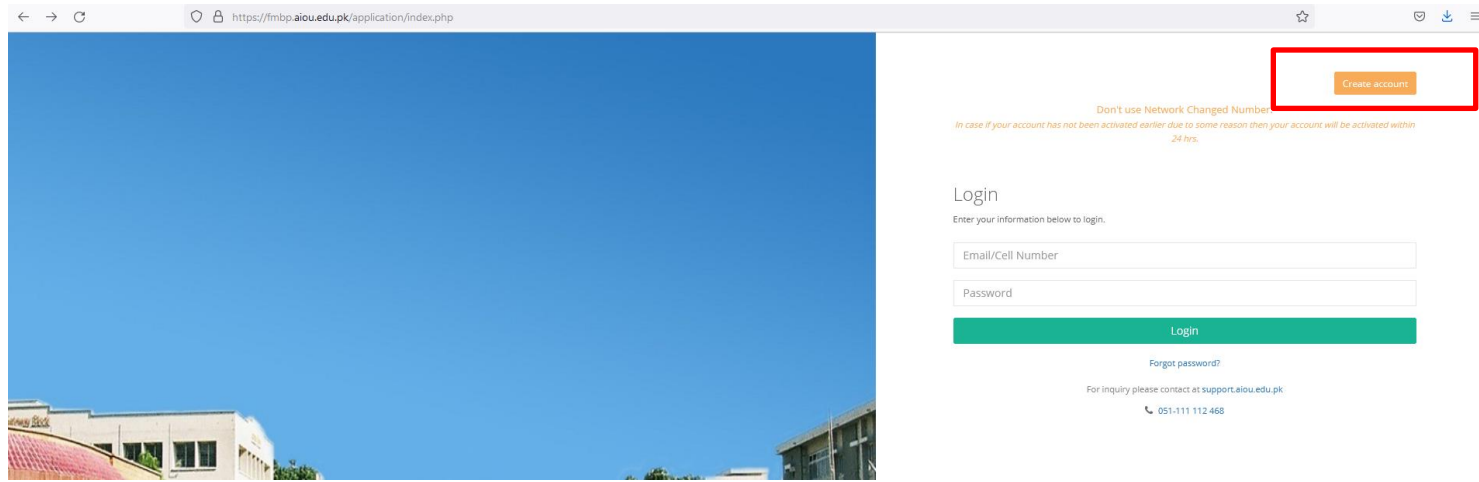 https://fmbp.aiou.edu.pk/application/index.php
Create account
Don't use Network Changed Number.
In case if your account has not been activated earlier due to some reason then your account will be activated within
24 hrs.
Login
Enter your information below to login.
Email/Cell Number
Password
Login
Forgot password?
For inquiry please contact at support.aiou.edu.pk
051-111 112 468